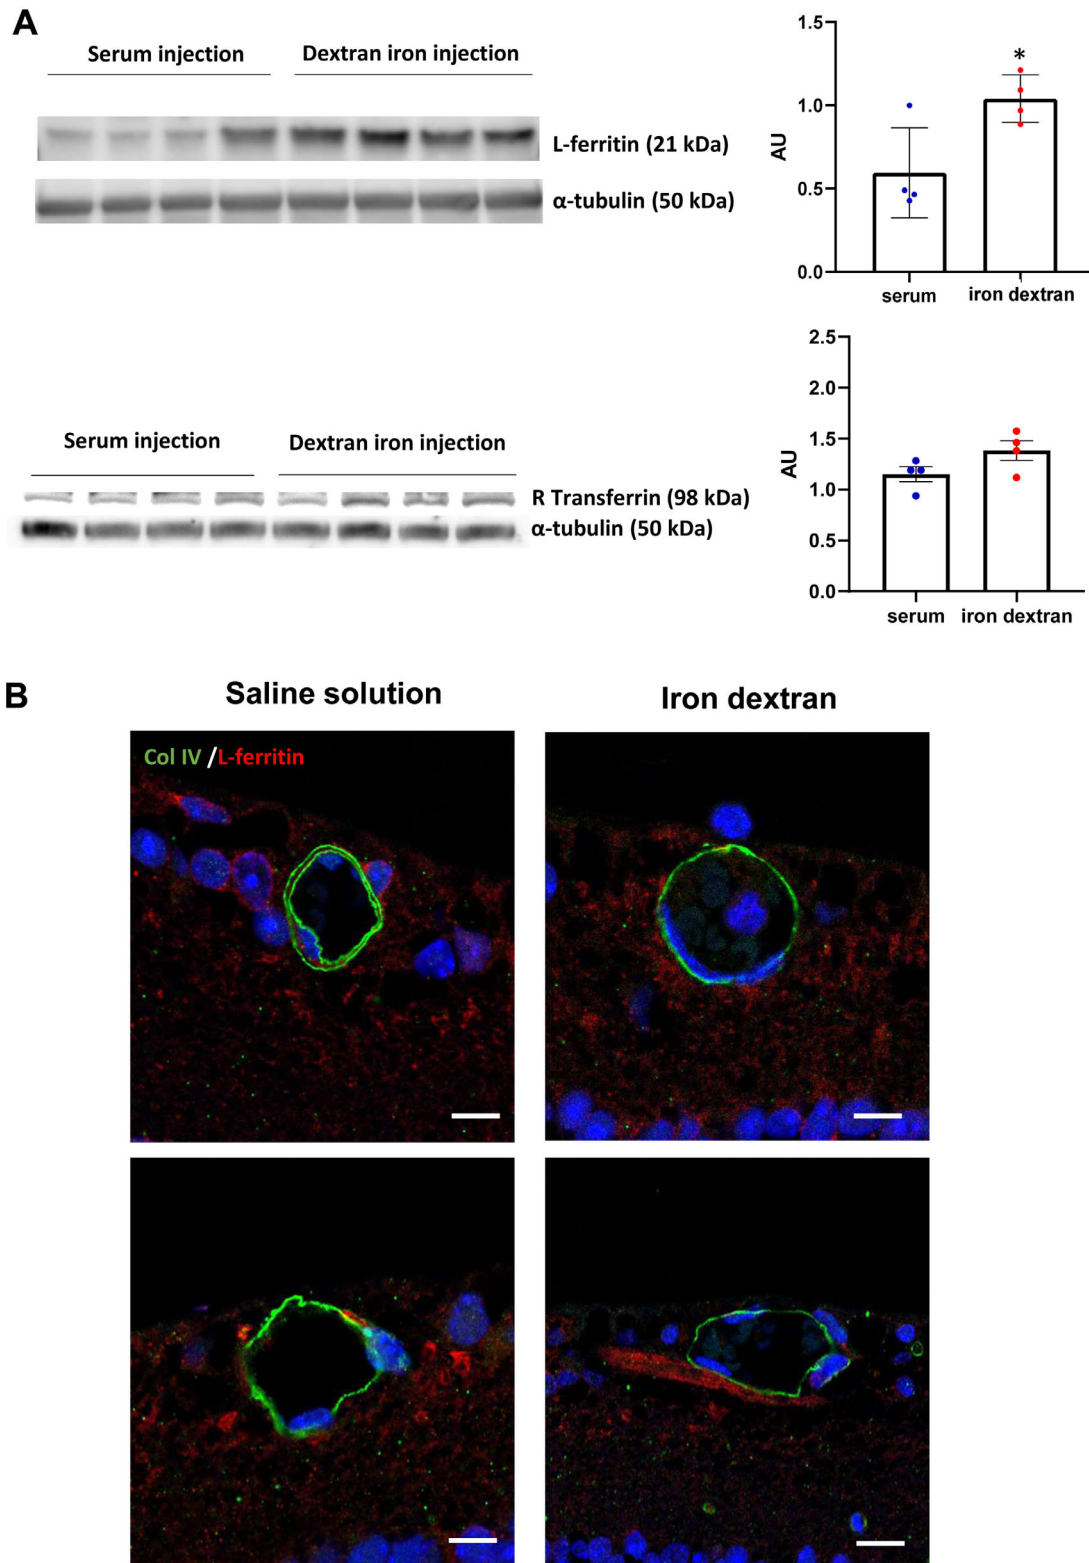 A
Serum injection
Dextran iron injection
L-ferritin (21 kDa)
α-tubulin (50 kDa)
1.5
1.0
0.5
0.0
AU
*
serum
iron dextran
Serum injection
Dextran iron injection
R Transferrin (98 kDa)
α-tubulin (50 kDa)
2.5
2.0
1.5
1.0
0.5
0.0
AU
serum
iron dextran
B
Saline solution
Iron dextran
Col IV /L-ferritin